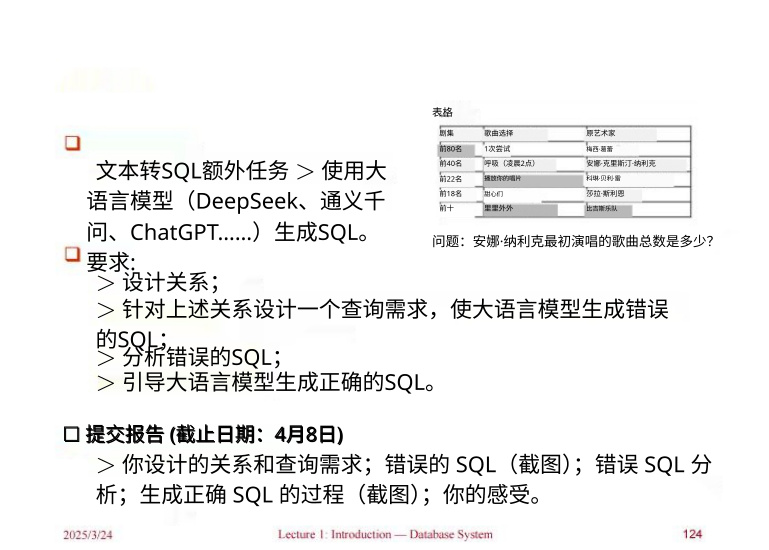 表格
剧集 歌曲选择 原艺术家
前80名 1次尝试 梅西·葛蕾
前40名 呼吸（凌晨2点） 安娜·克里斯汀·纳利克
前22名 播放你的唱片 科琳·贝利·雷
前18名 甜心们 莎拉·斯利恩
前十 里里外外 比吉斯乐队
问题：安娜·纳利克最初演唱的歌曲总数是多少？
文本转SQL额外任务 > 使用大
语言模型（DeepSeek、通义千
问、ChatGPT……）生成SQL。
要求:
> 设计关系；
> 针对上述关系设计一个查询需求，使大语言模型生成错误
的SQL；
> 分析错误的SQL；
> 引导大语言模型生成正确的SQL。
□ 提交报告 (截止日期：4月8日)
> 你设计的关系和查询需求；错误的 SQL（截图）；错误 SQL 分
析；生成正确 SQL 的过程（截图）；你的感受。
2025/3/24 Lecture 1: Introduction — Database System 124